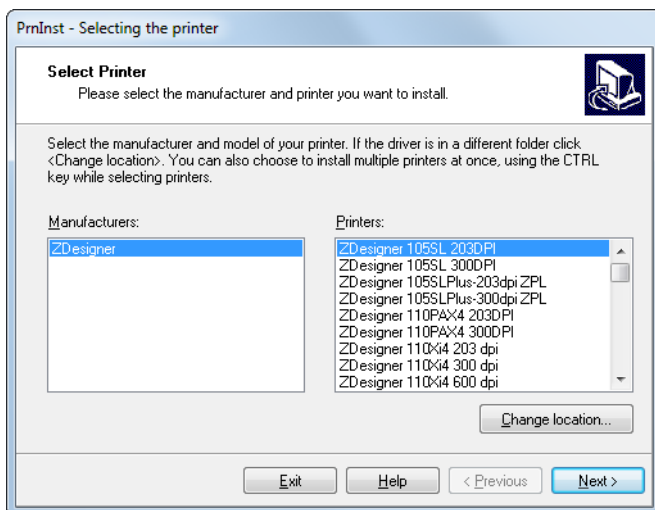 PrnInst - Selecting the printer
Select Printer
Please select the manufacturer and printer you want to install.
Select the manufacturer and model of your printer. If the driver is in a different folder click
<Change location>. You can also choose to install multiple printers at once, using the CTRL
key while selecting printers.
Manufacturers:
ZDesigner
Printers:
ZDesigner 105SL 203DPI
ZDesigner 105SL 300DPI
ZDesigner 105SLPlus-203dpi ZPL
ZDesigner 105SLPlus-300dpi ZPL
ZDesigner 110PAX4 203DPI
ZDesigner 110PAX4 300DPI
ZDesigner 110Xi4 203 dpi
ZDesigner 110Xi4 300 dpi
ZDesigner 110Xi4 600 dpi
Change location...
Exit
Help
< Previous
Next >